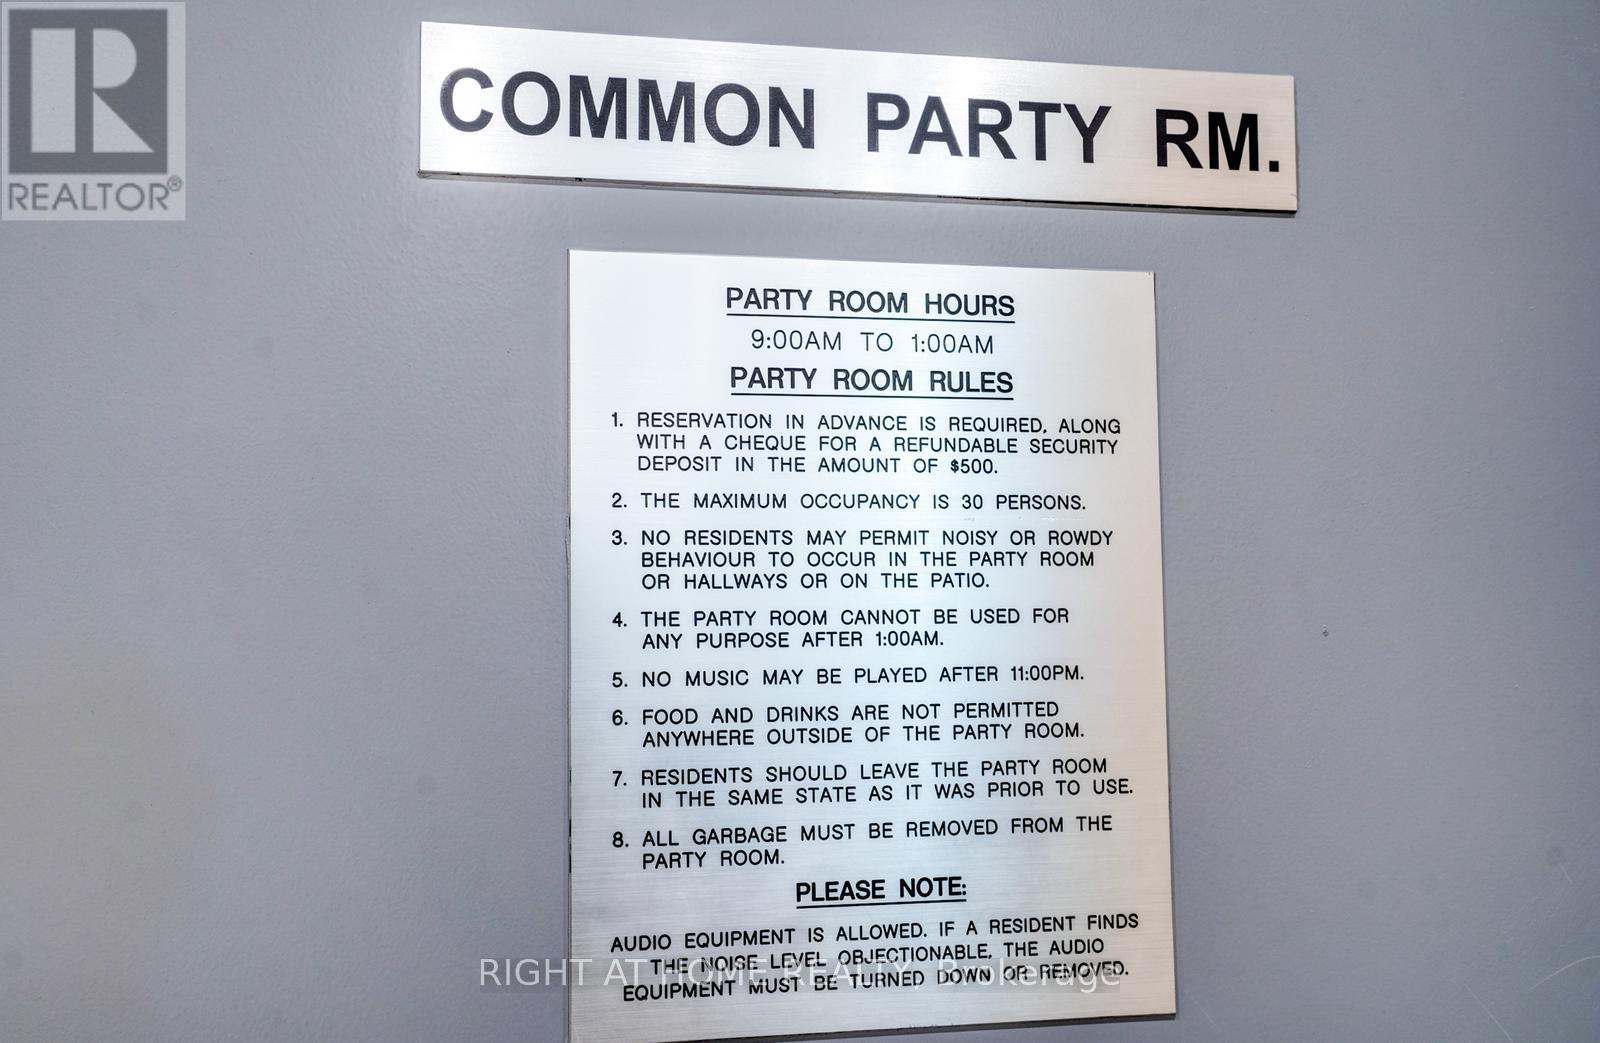 REALTOR®
COMMON PARTY RM.
PARTY ROOM HOURS
9:00AM TO 1:00AM
PARTY ROOM RULES
1. RESERVATION IN ADVANCE IS REQUIRED, ALONG
WITH A CHEQUE FOR A REFUNDABLE SECURITY
DEPOSIT IN THE AMOUNT OF $500.
2. THE MAXIMUM OCCUPANCY IS 30 PERSONS.
3. NO RESIDENTS MAY PERMIT NOISY OR ROWDY
BEHAVIOUR TO OCCUR IN THE PARTY ROOM
OR HALLWAYS OR ON THE PATIO.
4. THE PARTY ROOM CANNOT BE USED FOR
ANY PURPOSE AFTER 1:00AM.
5. NO MUSIC MAY BE PLAYED AFTER 11:00PM.
6. FOOD AND DRINKS ARE NOT PERMITTED
ANYWHERE OUTSIDE OF THE PARTY ROOM.
7. RESIDENTS SHOULD LEAVE THE PARTY ROOM
IN THE SAME STATE AS IT WAS PRIOR TO USE.
8. ALL GARBAGE MUST BE REMOVED FROM THE
PARTY ROOM.
PLEASE NOTE:
AUDIO EQUIPMENT IS ALLOWED. IF A RESIDENT FINDS
THE NOISE LEVEL OBJECTIONABLE, THE AUDIO
EQUIPMENT MUST BE TURNED DOWN OR REMOVED.
RIGHT AT HOME REALTY, Brokerage